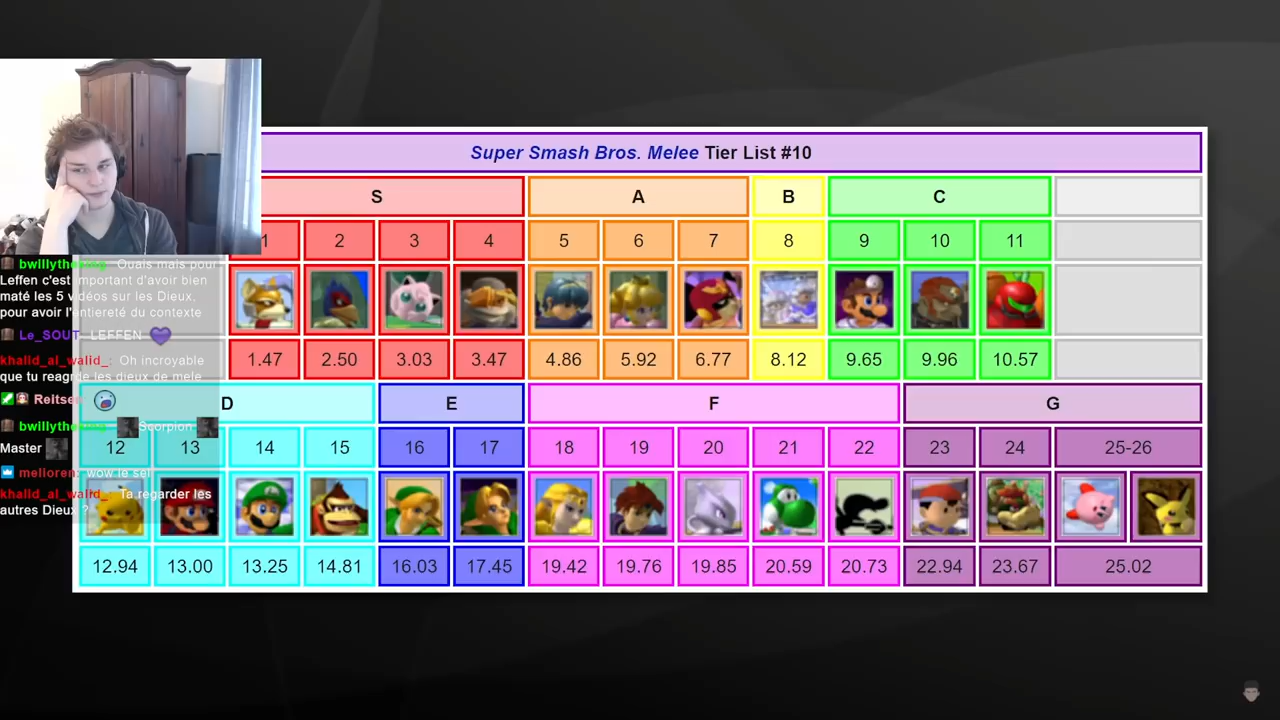 Super Smash Bros. Melee Tier List #10
S A B C
1 2 3 4 5 6 7 8 9 10 11
1.47 2.50 3.03 3.47 4.86 5.92 6.77 8.12 9.65 9.96 10.57
D E F G
12 13 14 15 16 17 18 19 20 21 22 23 24 25-26
12.94 13.00 13.25 14.81 16.03 17.45 19.42 19.76 19.85 20.59 20.73 22.94 23.67 25.02
: Ouais mais pour
Leffen c'est important d'avoir bien
maté les 5 vidéos sur les Dieux.
pour avoir l'entiereté du contexte
Le_SOUT : LEFFEN
khalid_al_walid_: Oh incroyable
que tu reagrde les dieux de mele
Reitse
Scorpion
Master
melloren: wow le sel
khalid_al_walid_: Ta regarder les
autres Dieux ?